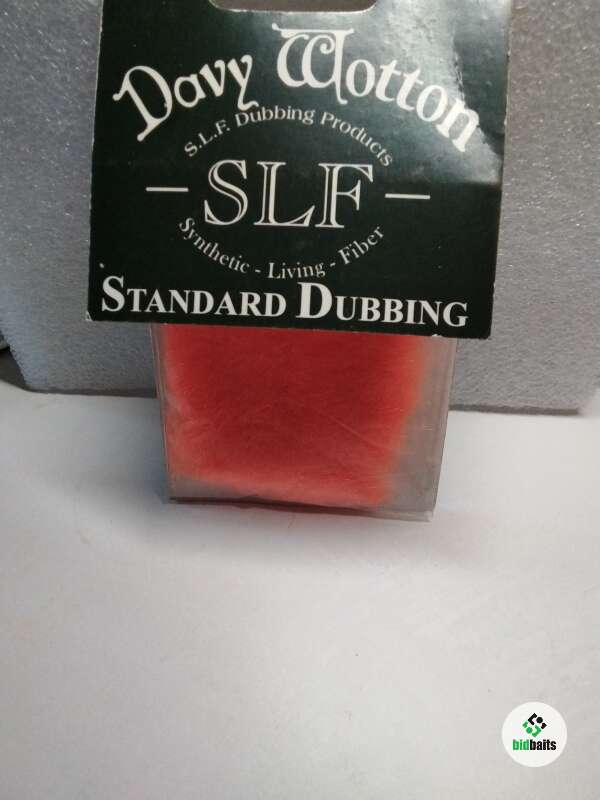 Davy Wotton
S.L.F. Dubbing Products
- SLF -
Synthetic - Living - Fiber
STANDARD DUBBING
bidbaits